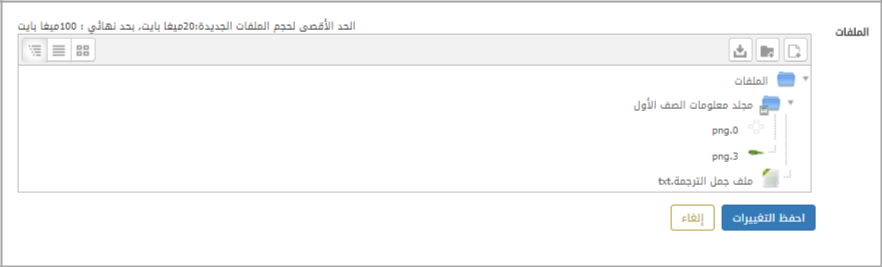 الملفات
الحد الأقصى لحجم الملفات الجديدة:20ميغا بايت, بحد نهائي : 100ميغا بايت
الملفات
مجلد معلومات الصف الأول
0.png
3.png
ملف جمل الترجمة.txt
احفظ التغييرات
إلغاء